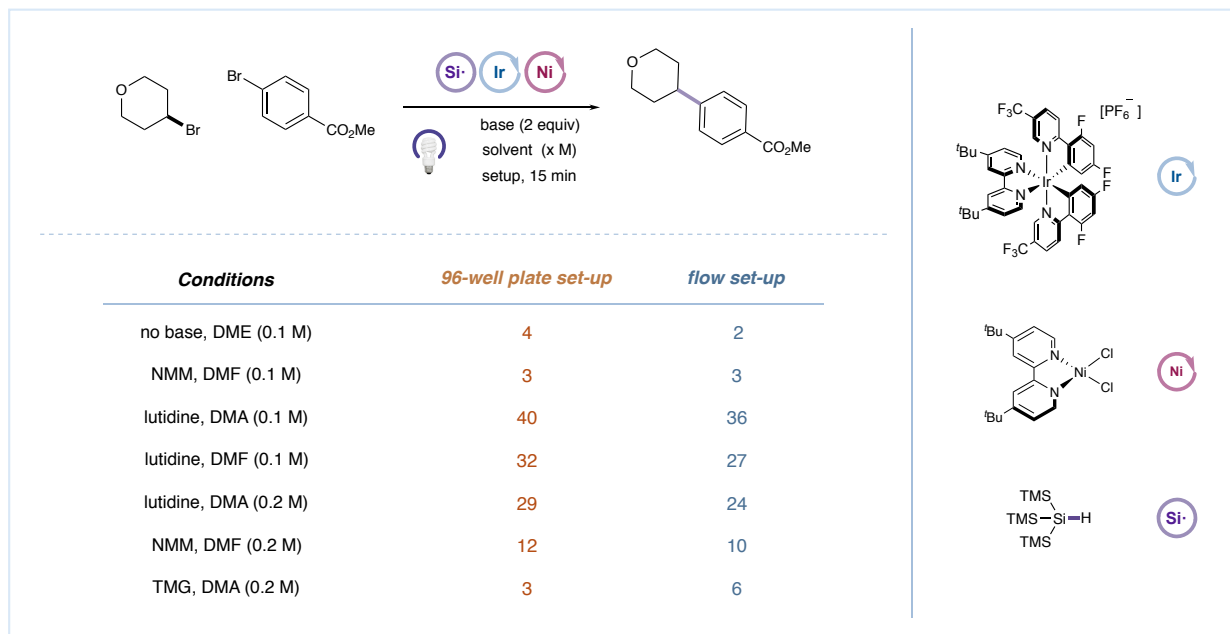 Si· Ir Ni
O
Br
Br
CO2Me
base (2 equiv)
solvent (x M)
setup, 15 min
O
CO2Me
Conditions 96-well plate set-up flow set-up
no base, DME (0.1 M) 4 2
NMM, DMF (0.1 M) 3 3
lutidine, DMA (0.1 M) 40 36
lutidine, DMF (0.1 M) 32 27
lutidine, DMA (0.2 M) 29 24
NMM, DMF (0.2 M) 12 10
TMG, DMA (0.2 M) 3 6
F3C
[PF6−]
F
N
tBu
N
F
Ir
F
N
tBu
N
F
F3C
Ir
tBu
N
Cl
Ni
N
Cl
tBu
Ni
TMS
TMS Si H
TMS
Si·